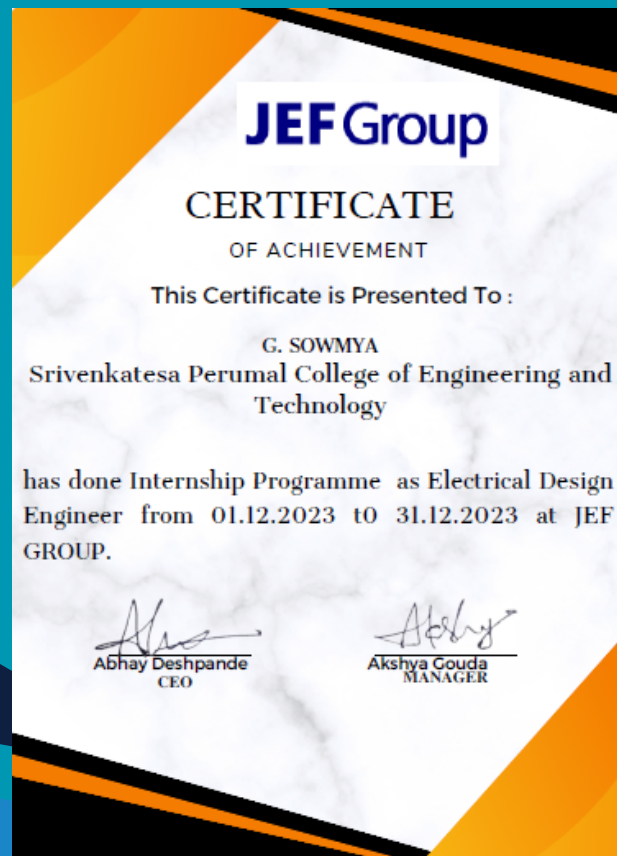 JEF Group
CERTIFICATE
OF ACHIEVEMENT
This Certificate is Presented To :
G. SOWMYA
Srivenkatesa Perumal College of Engineering and
Technology
has done Internship Programme as Electrical Design
Engineer from 01.12.2023 t0 31.12.2023 at JEF
GROUP.
Abhay Deshpande
CEO
Akshya Gouda
MANAGER